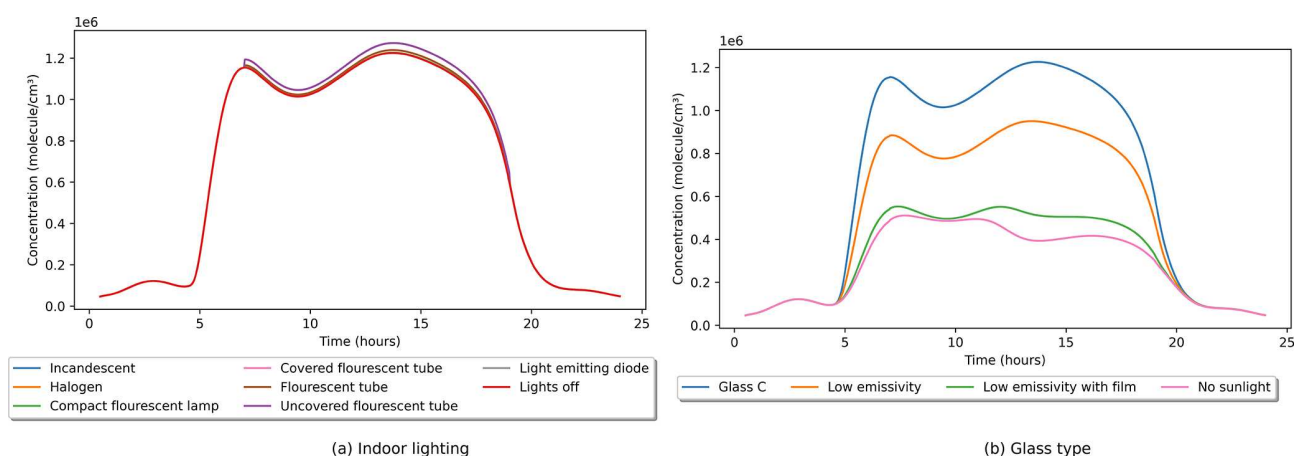 1e6
Concentration (molecule/cm³)
1.2
1.0
0.8
0.6
0.4
0.2
0.0
0 5 10 15 20 25
Time (hours)
Incandescent Covered flourescent tube Light emitting diode
Halogen Flourescent tube Lights off
Compact flourescent lamp Uncovered flourescent tube
(a) Indoor lighting
1e6
Concentration (molecule/cm³)
1.2
1.0
0.8
0.6
0.4
0.2
0.0
0 5 10 15 20 25
Time (hours)
Glass C Low emissivity Low emissivity with film No sunlight
(b) Glass type